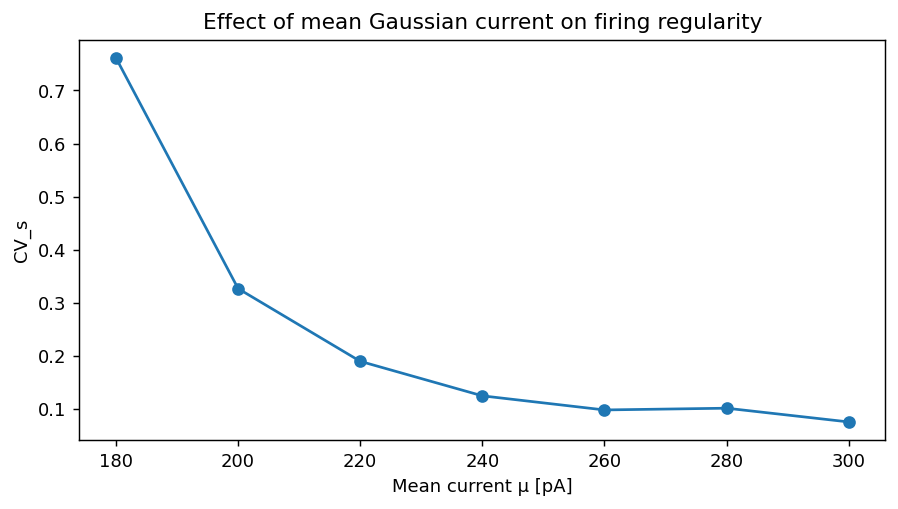 Effect of mean Gaussian current on firing regularity
CV_s
0.7
0.6
0.5
0.4
0.3
0.2
0.1
180 200 220 240 260 280 300
Mean current μ [pA]